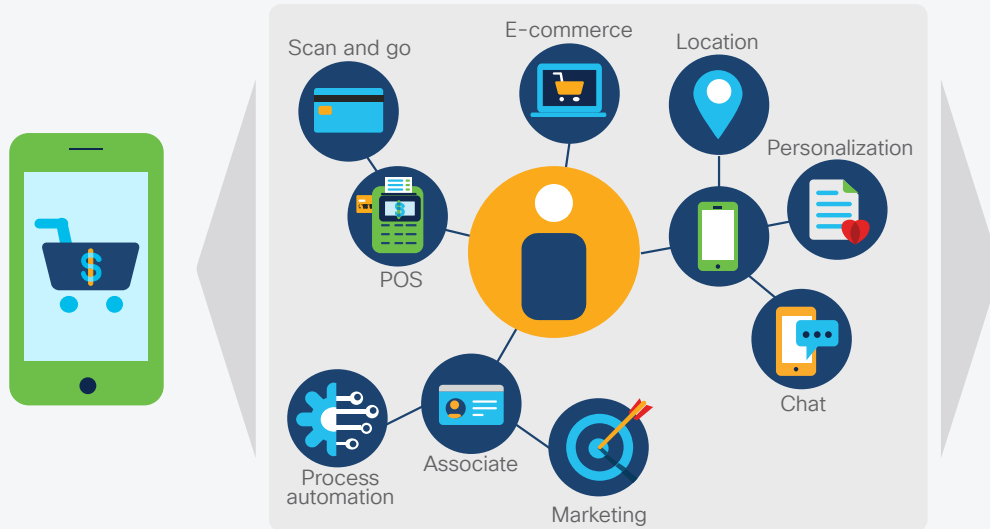 E-commerce
Scan and go
Location
Personalization
$
$
POS
Chat
Associate
Process
automation
Marketing